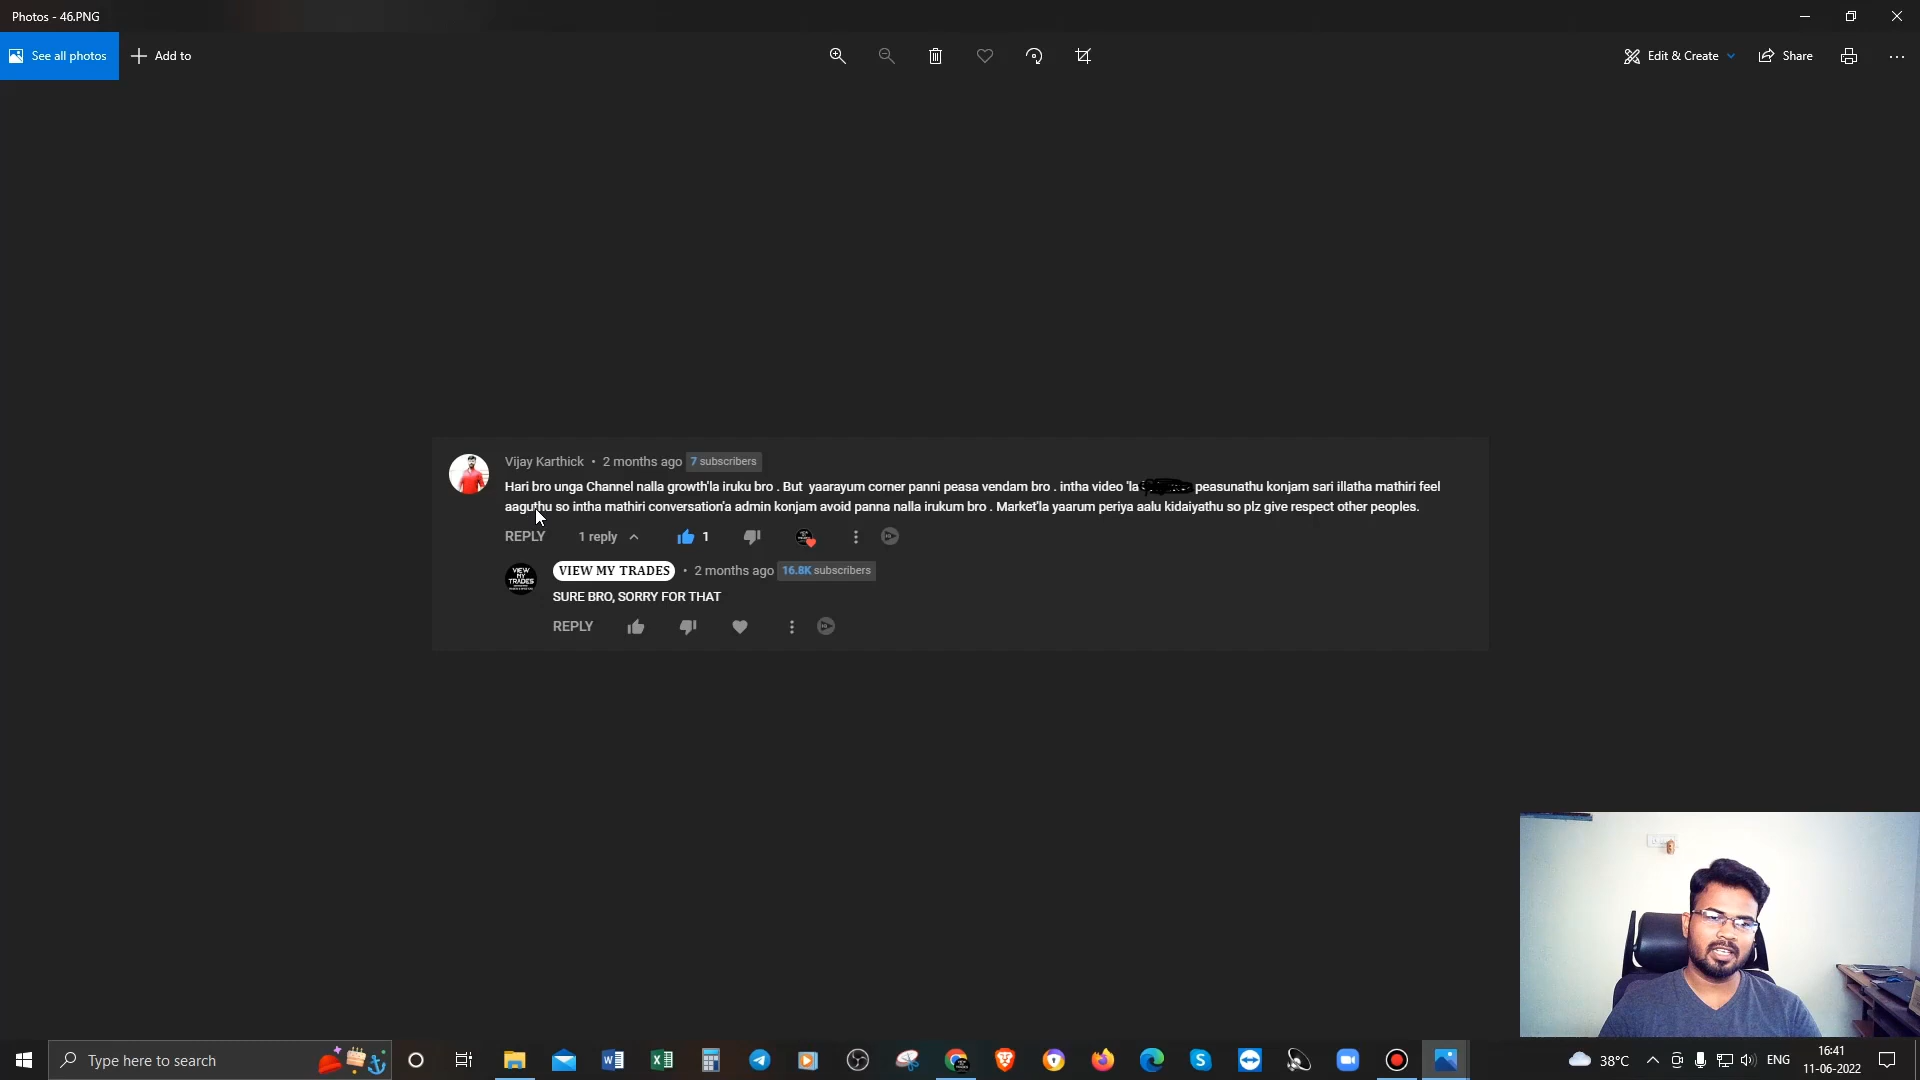 Photos - 46.PNG
See all photos
Add to
Edit & Create
Share
Vijay Karthick • 2 months ago 7 subscribers
Hari bro unga Channel nalla growth'la iruku bro . But yaarayum corner panni peasa vendam bro . intha video 'la peasunathu konjam sari illatha mathiri feel
aaguthu so intha mathiri conversation'a admin konjam avoid panna nalla irukum bro . Market'la yaarum periya aalu kidaiyathu so plz give respect other peoples.
REPLY 1 reply 1
VIEW MY TRADES • 2 months ago 16.8K subscribers
VIEW
MY
TRADES
SURE BRO, SORRY FOR THAT
REPLY
Type here to search
38°C
ENG
16:41
11-06-2022